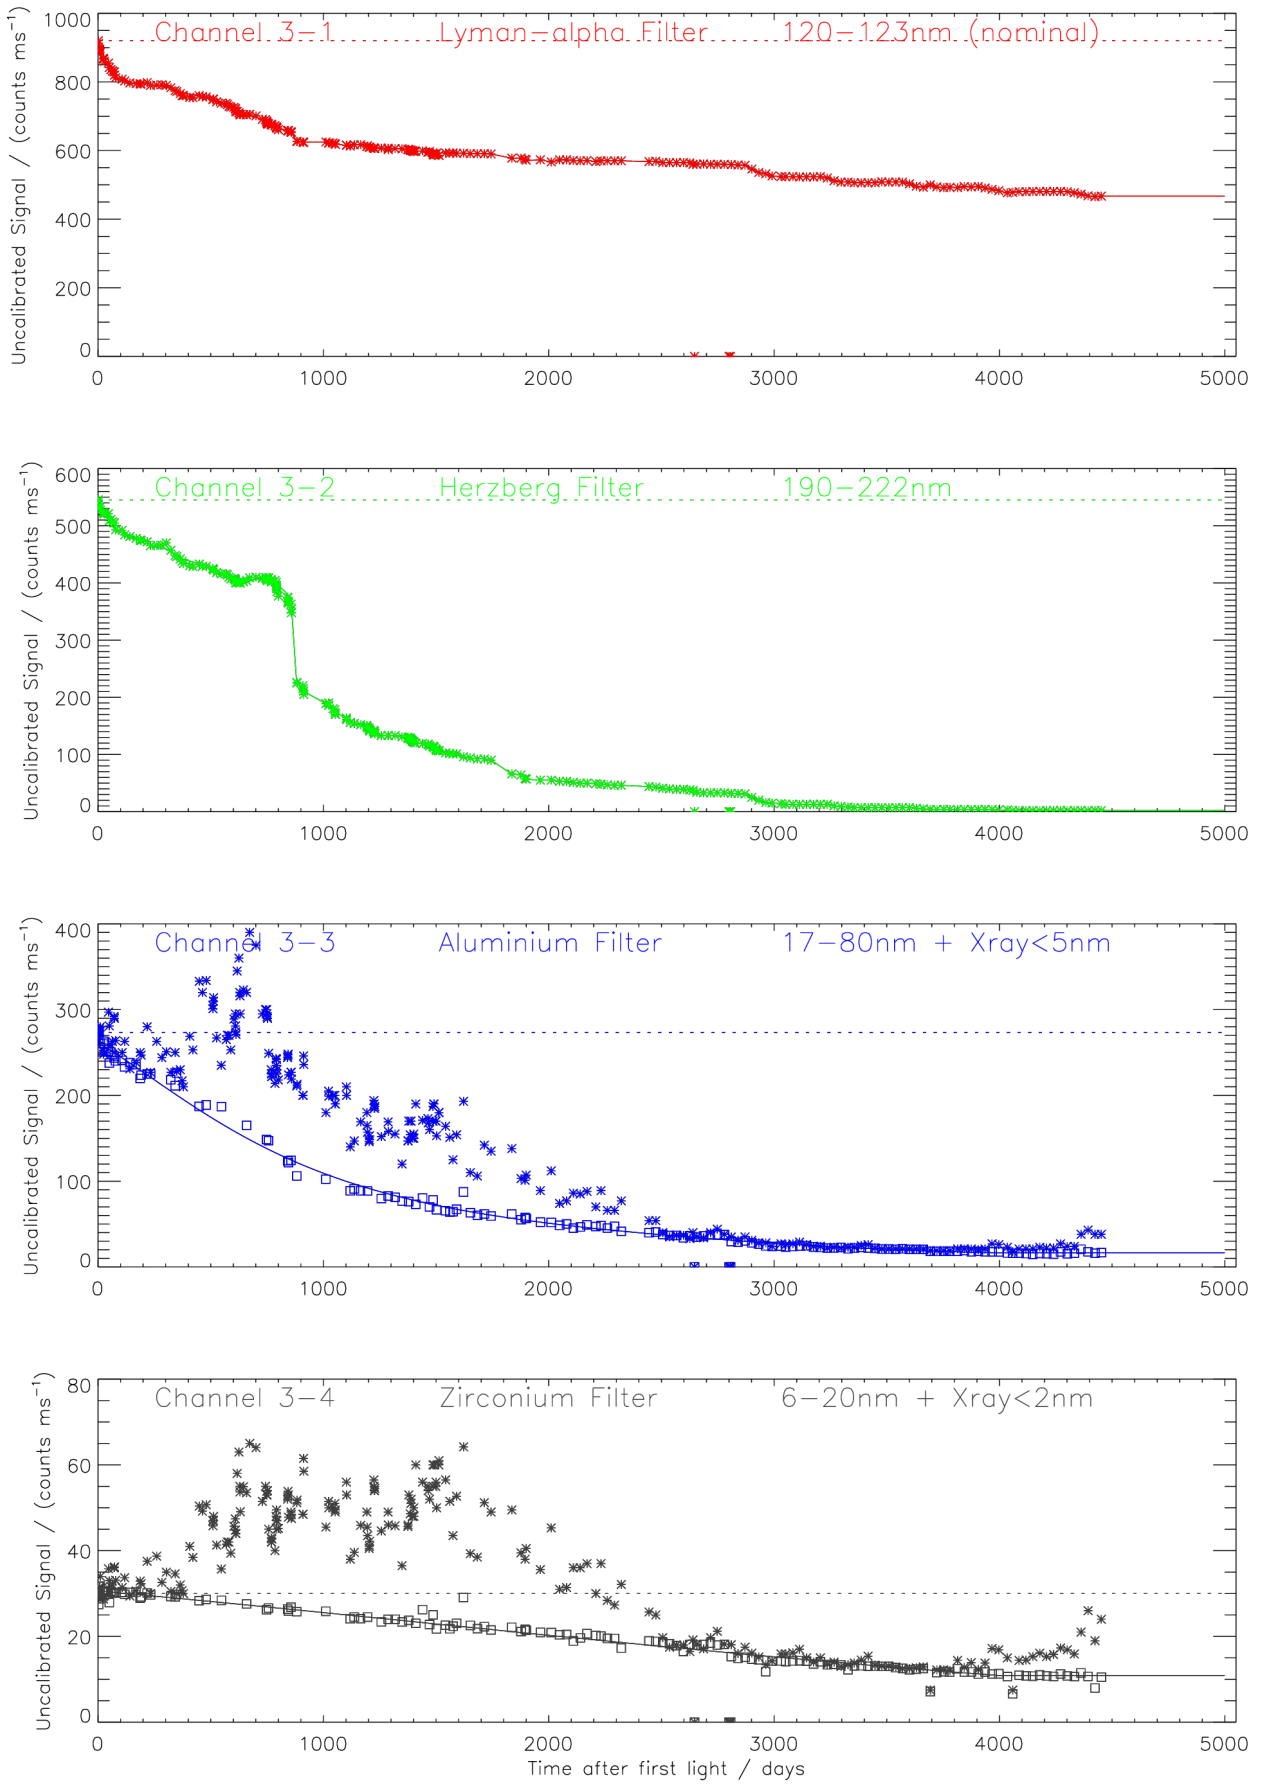 Channel 3-1 Lyman-alpha Filter 120-123nm (nominal)
Uncalibrated Signal / (counts ms⁻¹)
1000
800
600
400
200
0
0 1000 2000 3000 4000 5000
Channel 3-2 Herzberg Filter 190-222nm
Uncalibrated Signal / (counts ms⁻¹)
600
500
400
300
200
100
0
0 1000 2000 3000 4000 5000
Channel 3-3 Aluminium Filter 17-80nm + Xray<5nm
Uncalibrated Signal / (counts ms⁻¹)
400
300
200
100
0
0 1000 2000 3000 4000 5000
Channel 3-4 Zirconium Filter 6-20nm + Xray<2nm
Uncalibrated Signal / (counts ms⁻¹)
80
60
40
20
0
0 1000 2000 3000 4000 5000
Time after first light / days